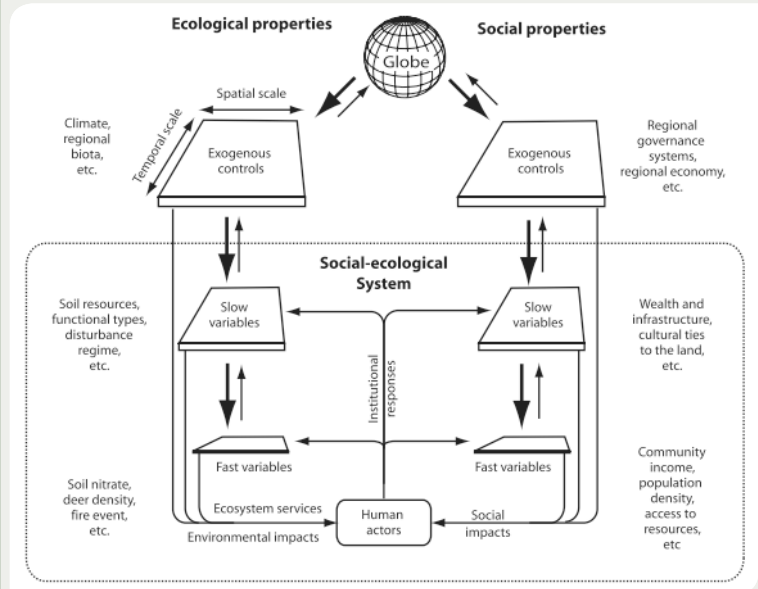 Ecological properties
Social properties
Globe
Spatial scale
Temporal scale
Climate,
regional
biota,
etc.
Exogenous
controls
Exogenous
controls
Regional
governance
systems,
regional economy,
etc.
Social-ecological
System
Soil resources,
functional types,
disturbance
regime,
etc.
Slow
variables
Institutional
responses
Slow
variables
Wealth and
infrastructure,
cultural ties
to the land,
etc.
Fast variables
Fast variables
Soil nitrate,
deer density,
fire event,
etc.
Ecosystem services
Environmental impacts
Human
actors
Social
impacts
Community
income,
population
density,
access to
resources,
etc